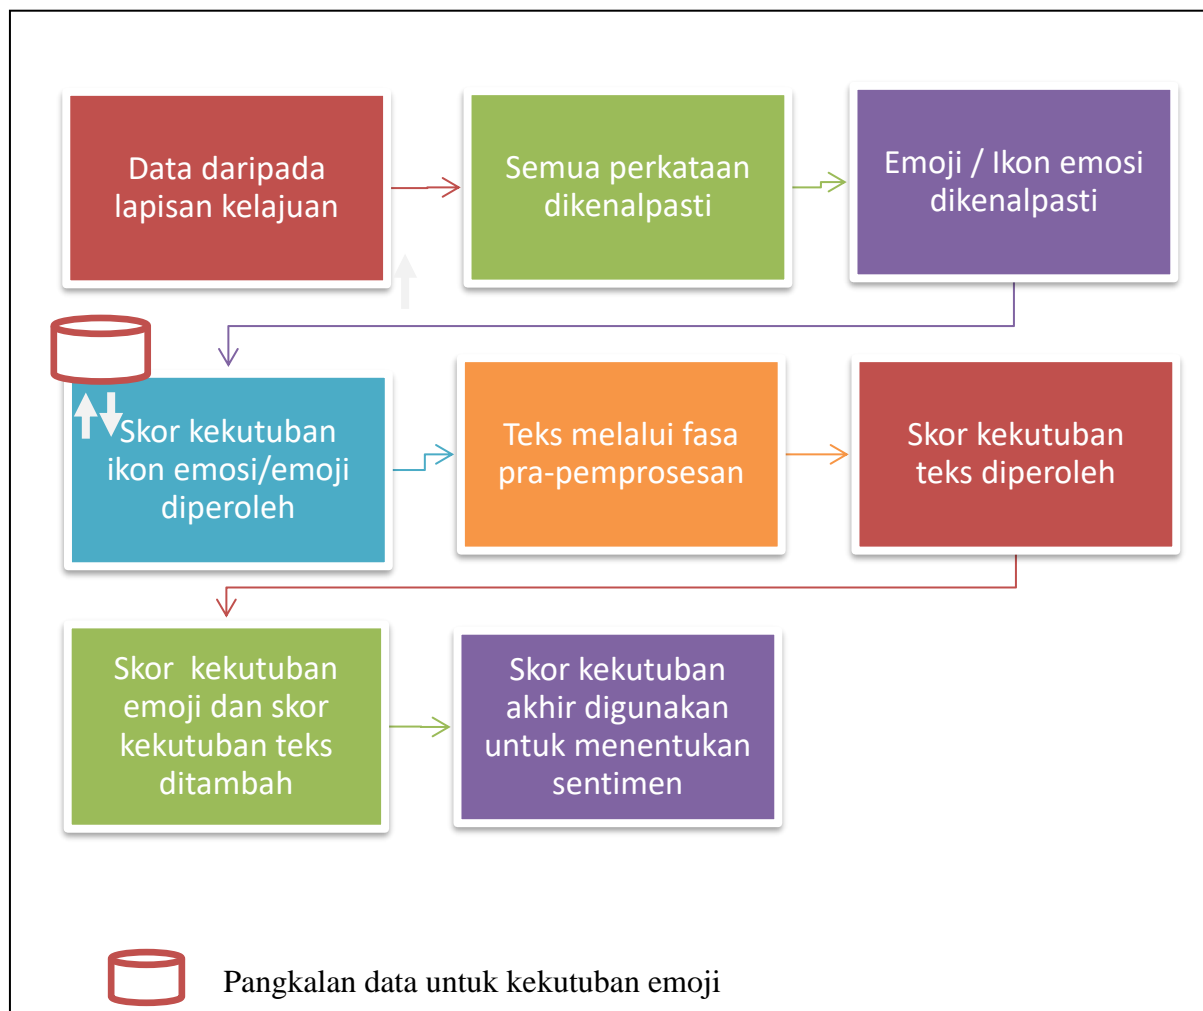 Data daripada
lapisan kelajuan
Semua perkataan
dikenalpasti
Emoji / Ikon emosi
dikenalpasti
Skor kekutuban
ikon emosi/emoji
diperoleh
Teks melalui fasa
pra-pemprosesan
Skor kekutuban
teks diperoleh
Skor kekutuban
emoji dan skor
kekutuban teks
ditambah
Skor kekutuban
akhir digunakan
untuk menentukan
sentimen
Pangkalan data untuk kekutuban emoji